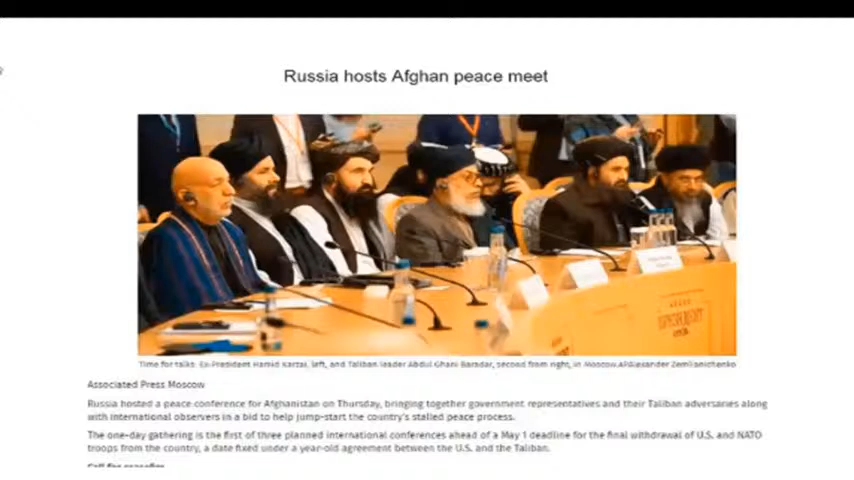 Russia hosts Afghan peace meet
Time for talks: Ex-President Hamid Karzai, left, and Taliban leader Abdul Ghani Baradar, second from right, in Moscow.AP/Alexander Zemlianichenko
Associated Press Moscow
Russia hosted a peace conference for Afghanistan on Thursday, bringing together government representatives and their Taliban adversaries along
with international observers in a bid to help jump-start the country's stalled peace process.
The one-day gathering is the first of three planned international conferences ahead of a May 1 deadline for the final withdrawal of U.S. and NATO
troops from the country, a date fixed under a year-old agreement between the U.S. and the Taliban.